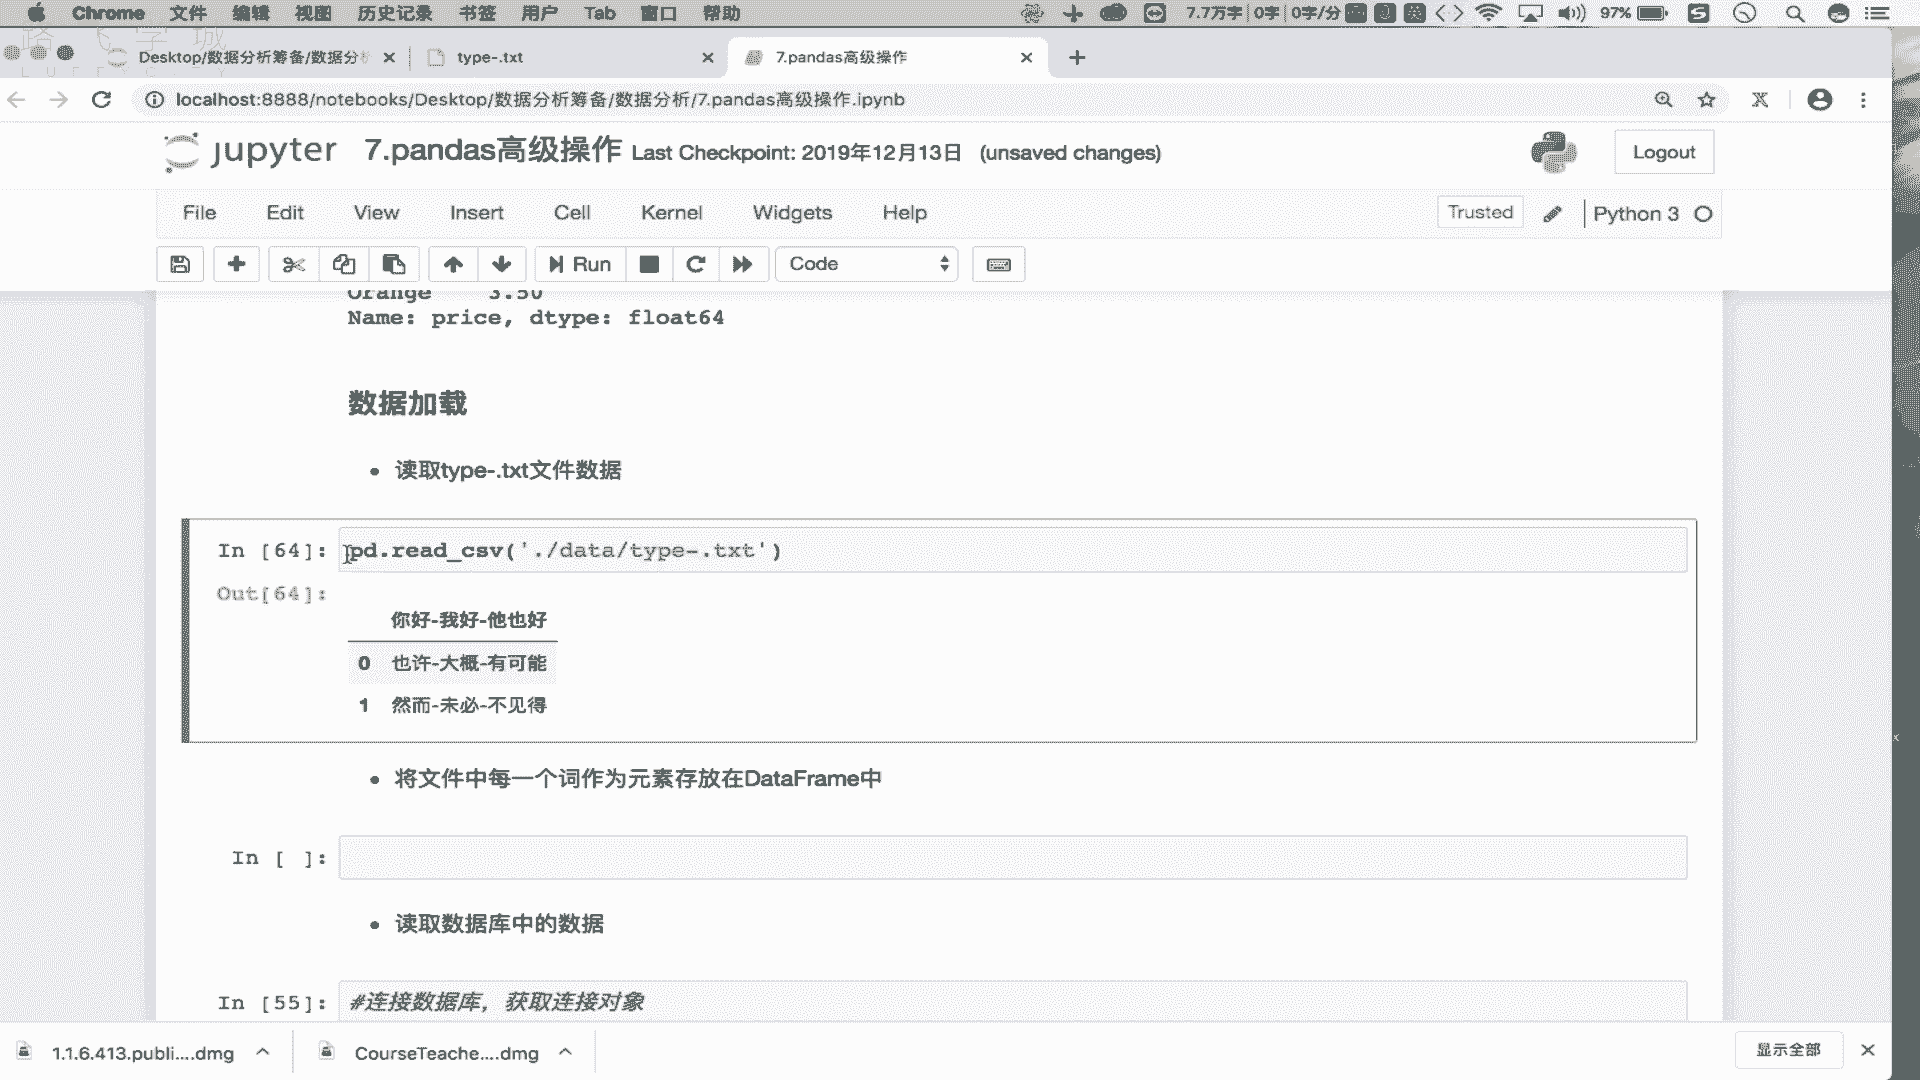 Chrome 文件 编辑 视图 历史记录 书签 用户 Tab 窗口 帮助 7.7万字 0字 0字/分 97%
Desktop/数据分析筹备/数据分 type-.txt 7.pandas高级操作
localhost:8888/notebooks/Desktop/数据分析筹备/数据分析/7.pandas高级操作.ipynb
jupyter 7.pandas高级操作 Last Checkpoint: 2019年12月13日 (unsaved changes) Logout
File Edit View Insert Cell Kernel Widgets Help Trusted Python 3
Run Code
Orange 3.50
Name: price, dtype: float64
数据加载
• 读取type-.txt文件数据
In [64]: pd.read_csv('./data/type-.txt')
Out[64]:
你好-我好-他也好
0 也许-大概-有可能
1 然而-未必-不见得
• 将文件中每一个词作为元素存放在DataFrame中
In [ ]:
• 读取数据库中的数据
In [55]: #连接数据库，获取连接对象
1.1.6.413.publi....dmg CourseTeache....dmg 显示全部